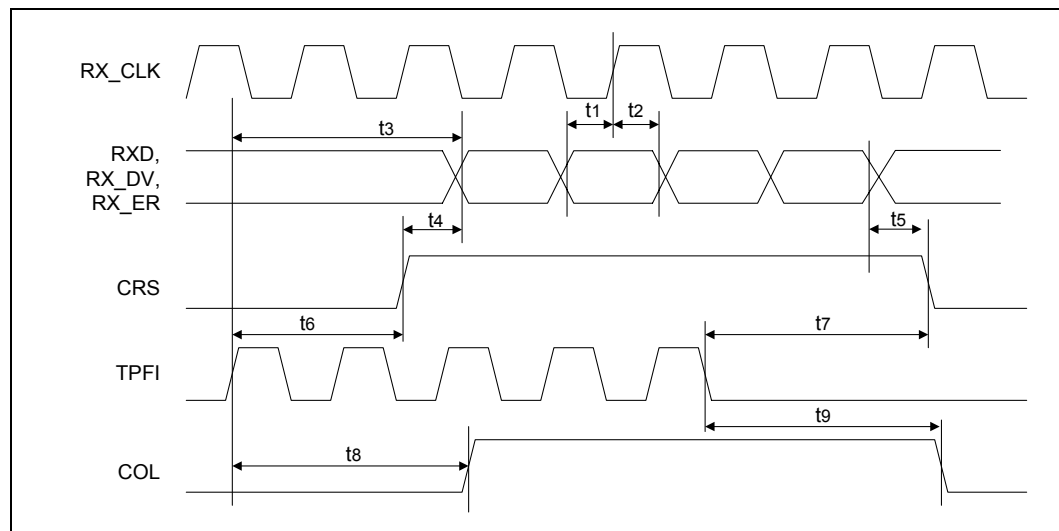 RX_CLK
t1
t2
t3
RXD,
RX_DV,
RX_ER
t4
t5
CRS
t6
t7
TPFI
t9
t8
COL